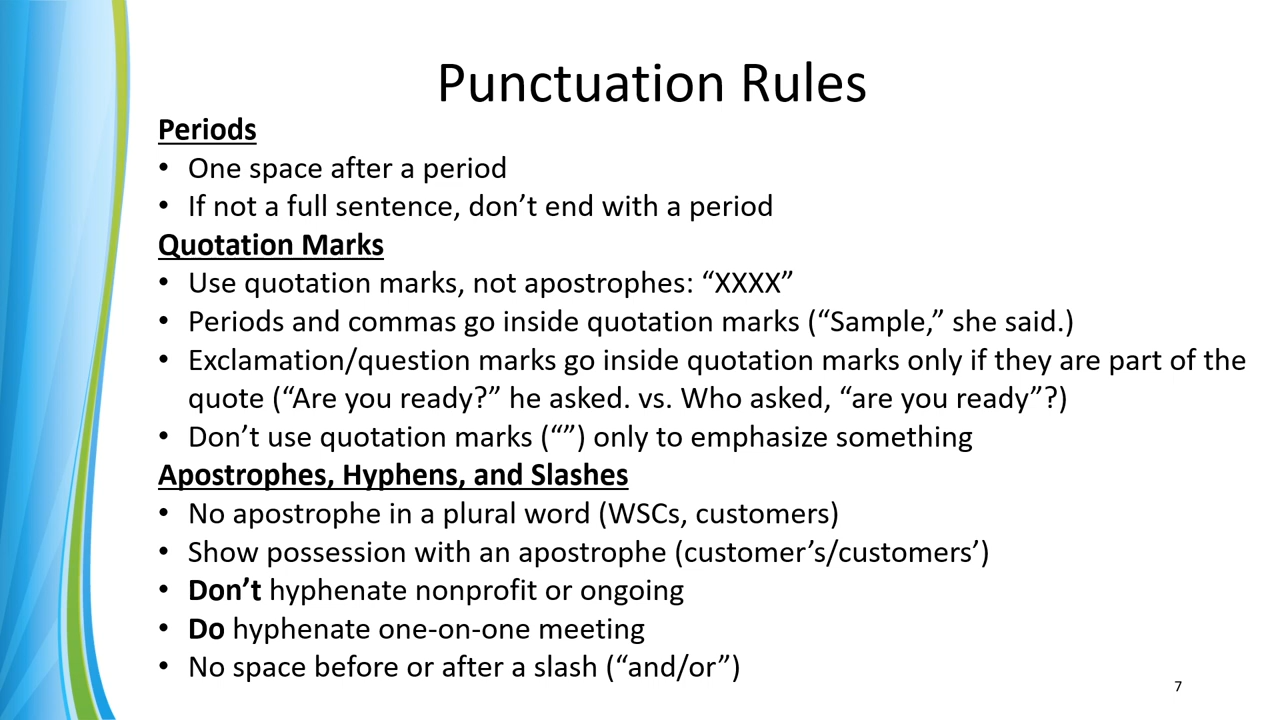 Punctuation Rules
Periods
• One space after a period
• If not a full sentence, don’t end with a period
Quotation Marks
• Use quotation marks, not apostrophes: “XXXX”
• Periods and commas go inside quotation marks (“Sample,” she said.)
• Exclamation/question marks go inside quotation marks only if they are part of the
quote (“Are you ready?” he asked. vs. Who asked, “are you ready”?)
• Don’t use quotation marks (“”) only to emphasize something
Apostrophes, Hyphens, and Slashes
• No apostrophe in a plural word (WSCs, customers)
• Show possession with an apostrophe (customer’s/customers’)
• Don’t hyphenate nonprofit or ongoing
• Do hyphenate one-on-one meeting
• No space before or after a slash (“and/or”)
7